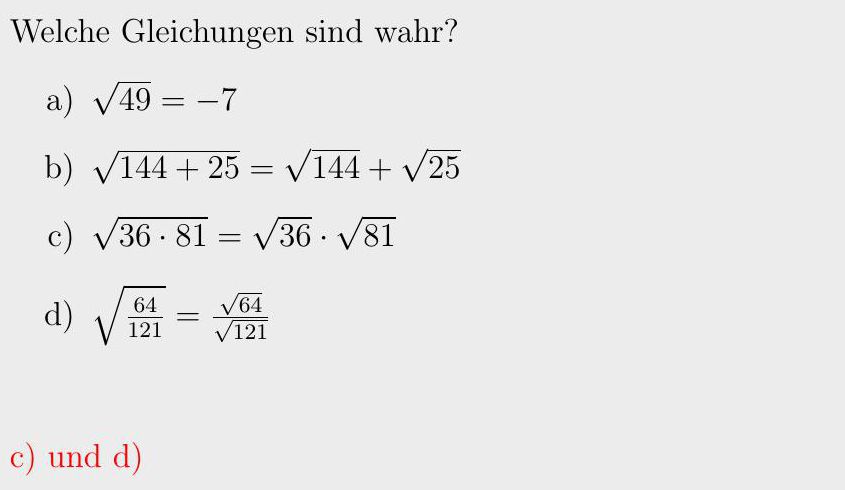 Welche Gleichungen sind wahr?
a) √49 = −7
b) √(144 + 25) = √144 + √25
c) √(36 · 81) = √36 · √81
d) √(64/121) = √64/√121
c) und d)